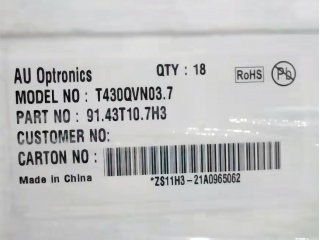 AU Optronics QTY : 18 RoHS Pb
MODEL NO : T430QVN03.7
PART NO : 91.43T10.7H3
CUSTOMER NO:
CARTON NO :
Made in China *ZS11H3-21A0965062